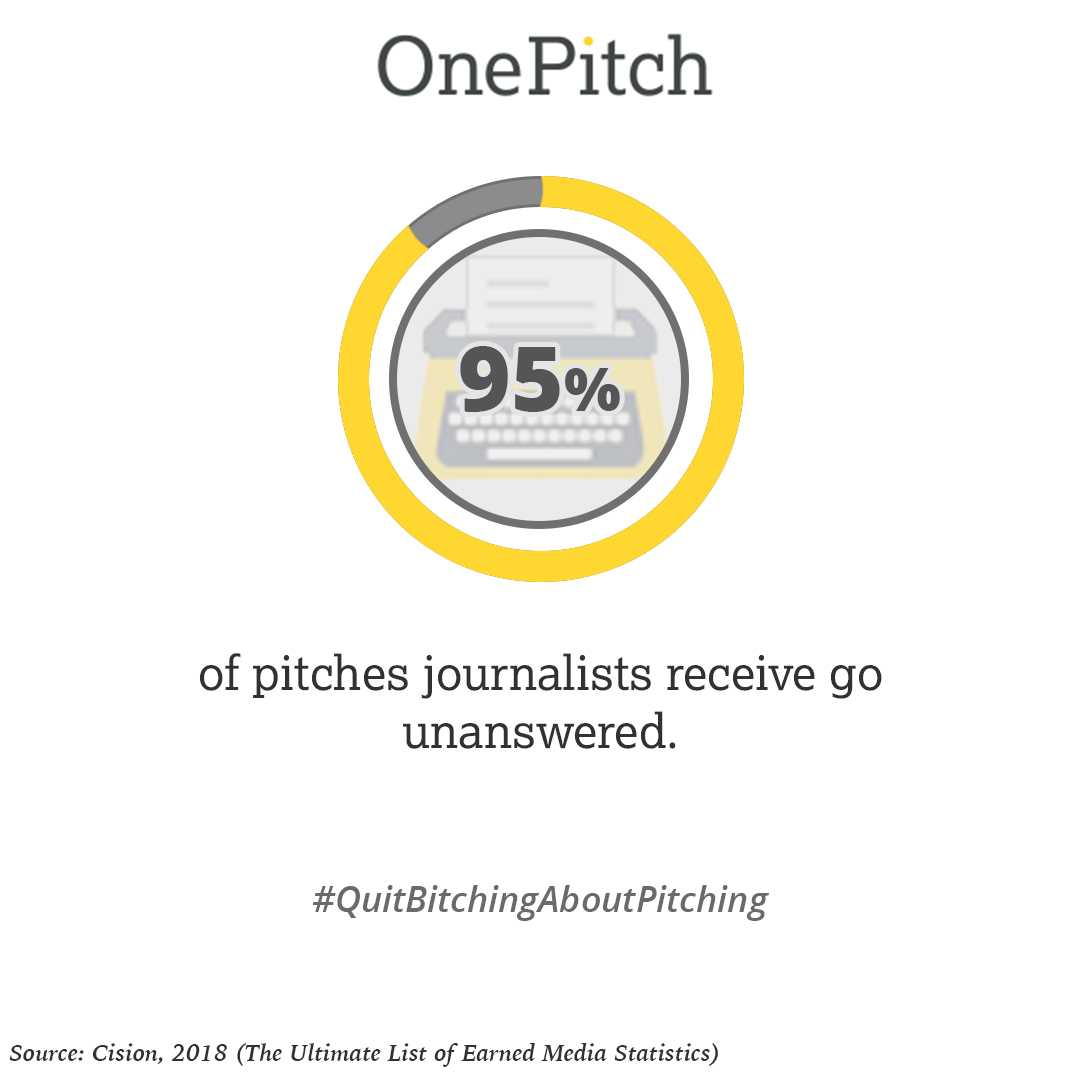 OnePitch
95%
of pitches journalists receive go
unanswered.
#QuitBitchingAboutPitching
Source: Cision, 2018 (The Ultimate List of Earned Media Statistics)